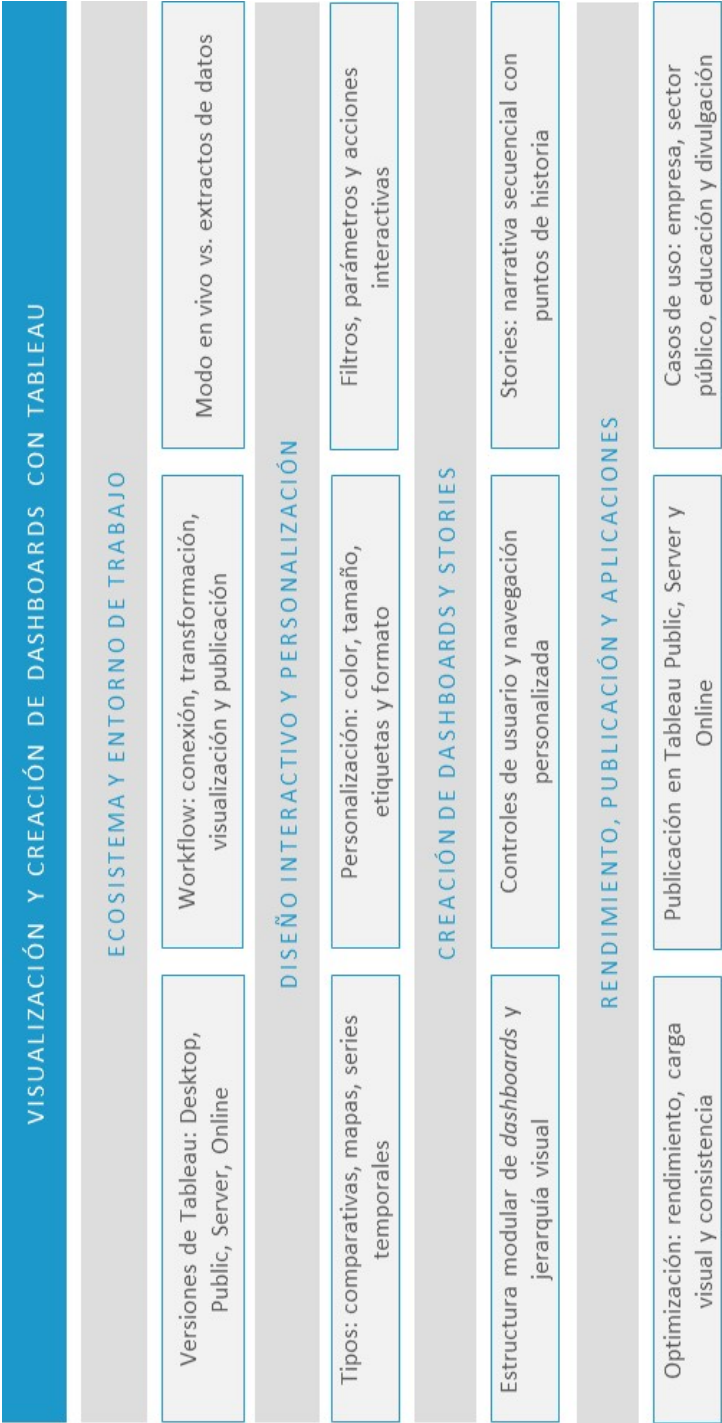 VISUALIZACIÓN Y CREACIÓN DE DASHBOARDS CON TABLEAU
ECOSISTEMA Y ENTORNO DE TRABAJO
Versiones de Tableau: Desktop,
Public, Server, Online
Workflow: conexión, transformación,
visualización y publicación
Modo en vivo vs. extractos de datos
DISEÑO INTERACTIVO Y PERSONALIZACIÓN
Tipos: comparativas, mapas, series
temporales
Personalización: color, tamaño,
etiquetas y formato
Filtros, parámetros y acciones
interactivas
CREACIÓN DE DASHBOARDS Y STORIES
Estructura modular de dashboards y
jerarquía visual
Controles de usuario y navegación
personalizada
Stories: narrativa secuencial con
puntos de historia
RENDIMIENTO, PUBLICACIÓN Y APLICACIONES
Optimización: rendimiento, carga
visual y consistencia
Publicación en Tableau Public, Server y
Online
Casos de uso: empresa, sector
público, educación y divulgación